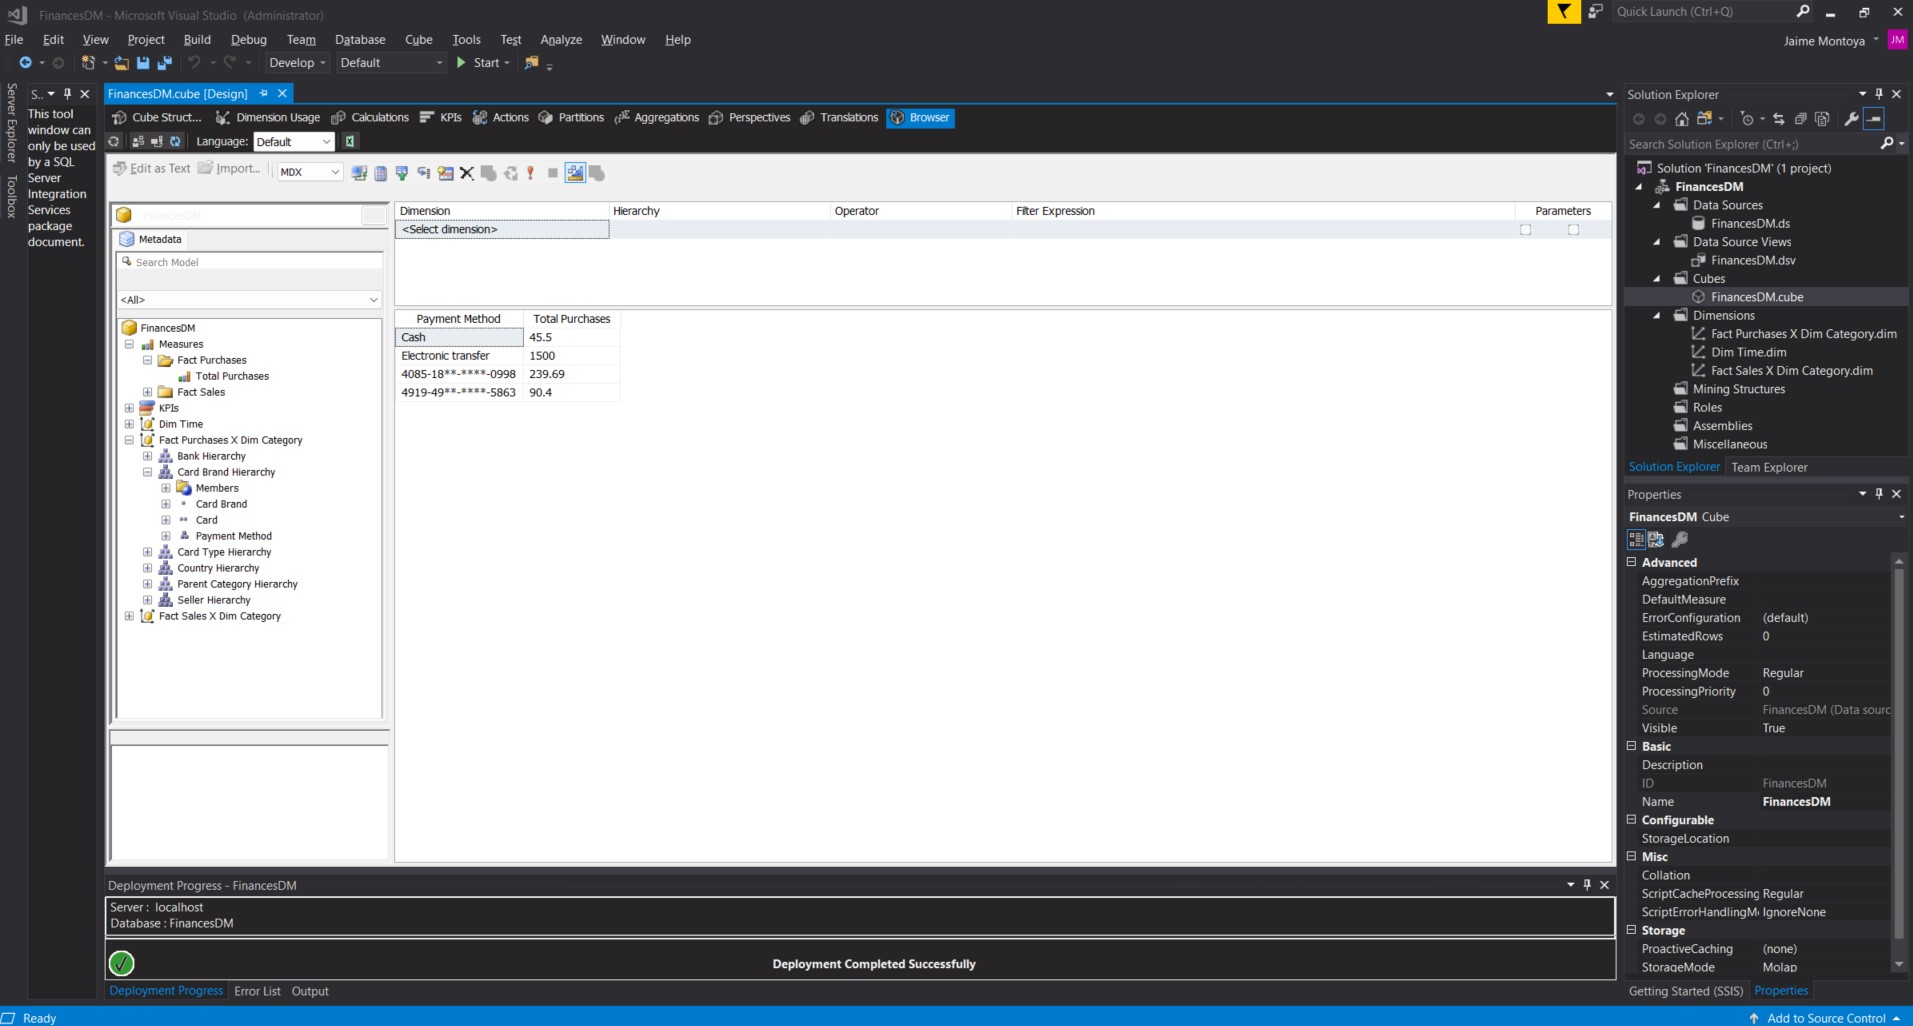 FinancesDM - Microsoft Visual Studio (Administrator)
Quick Launch (Ctrl+Q)
File Edit View Project Build Debug Team Database Cube Tools Test Analyze Window Help
Jaime Montoya JM
Develop Default Start
Server Explorer
Toolbox
S..
This tool
window can
only be used
by a SQL
Server
Integration
Services
package
document.
FinancesDM.cube [Design]
Cube Struct... Dimension Usage Calculations KPIs Actions Partitions Aggregations Perspectives Translations Browser
Language: Default
Edit as Text Import... MDX
FinancesDM
Metadata
Search Model
<All>
FinancesDM
Measures
Fact Purchases
Total Purchases
Fact Sales
KPIs
Dim Time
Fact Purchases X Dim Category
Bank Hierarchy
Card Brand Hierarchy
Members
Card Brand
Card
Payment Method
Card Type Hierarchy
Country Hierarchy
Parent Category Hierarchy
Seller Hierarchy
Fact Sales X Dim Category
Dimension Hierarchy Operator Filter Expression Parameters
<Select dimension>
Payment Method Total Purchases
Cash 45.5
Electronic transfer 1500
4085-18**-****-0998 239.69
4919-49**-****-5863 90.4
Deployment Progress - FinancesDM
Server : localhost
Database : FinancesDM
Deployment Completed Successfully
Deployment Progress Error List Output
Solution Explorer
Search Solution Explorer (Ctrl+;)
Solution 'FinancesDM' (1 project)
FinancesDM
Data Sources
FinancesDM.ds
Data Source Views
FinancesDM.dsv
Cubes
FinancesDM.cube
Dimensions
Fact Purchases X Dim Category.dim
Dim Time.dim
Fact Sales X Dim Category.dim
Mining Structures
Roles
Assemblies
Miscellaneous
Solution Explorer Team Explorer
Properties
FinancesDM Cube
Advanced
AggregationPrefix
DefaultMeasure
ErrorConfiguration (default)
EstimatedRows 0
Language
ProcessingMode Regular
ProcessingPriority 0
Source FinancesDM (Data sourc
Visible True
Basic
Description
ID FinancesDM
Name FinancesDM
Configurable
StorageLocation
Misc
Collation
ScriptCacheProcessing Regular
ScriptErrorHandlingM IgnoreNone
Storage
ProactiveCaching (none)
StorageMode Molap
Getting Started (SSIS) Properties
Ready
Add to Source Control